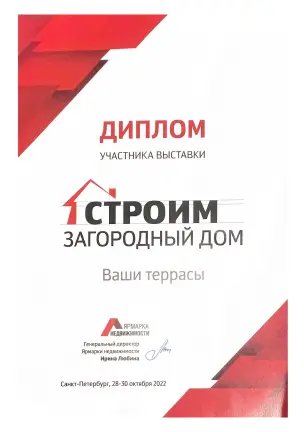 ДИПЛОМ
УЧАСТНИКА ВЫСТАВКИ
СТРОИМ
ЗАГОРОДНЫЙ ДОМ
Ваши террасы
ЯРМАРКА
НЕДВИЖИМОСТИ
Генеральный директор
Ярмарки недвижимости
Ирина Любина
Санкт-Петербург, 28-30 октября 2022